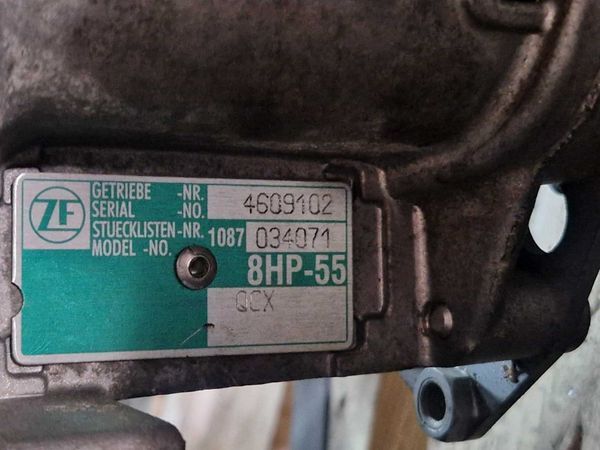 ZF
GETRIEBE -NR. 4609102
SERIAL -NO.
STUECKLISTEN-NR. 1087 034071
MODEL -NO.
8HP-55
QCX